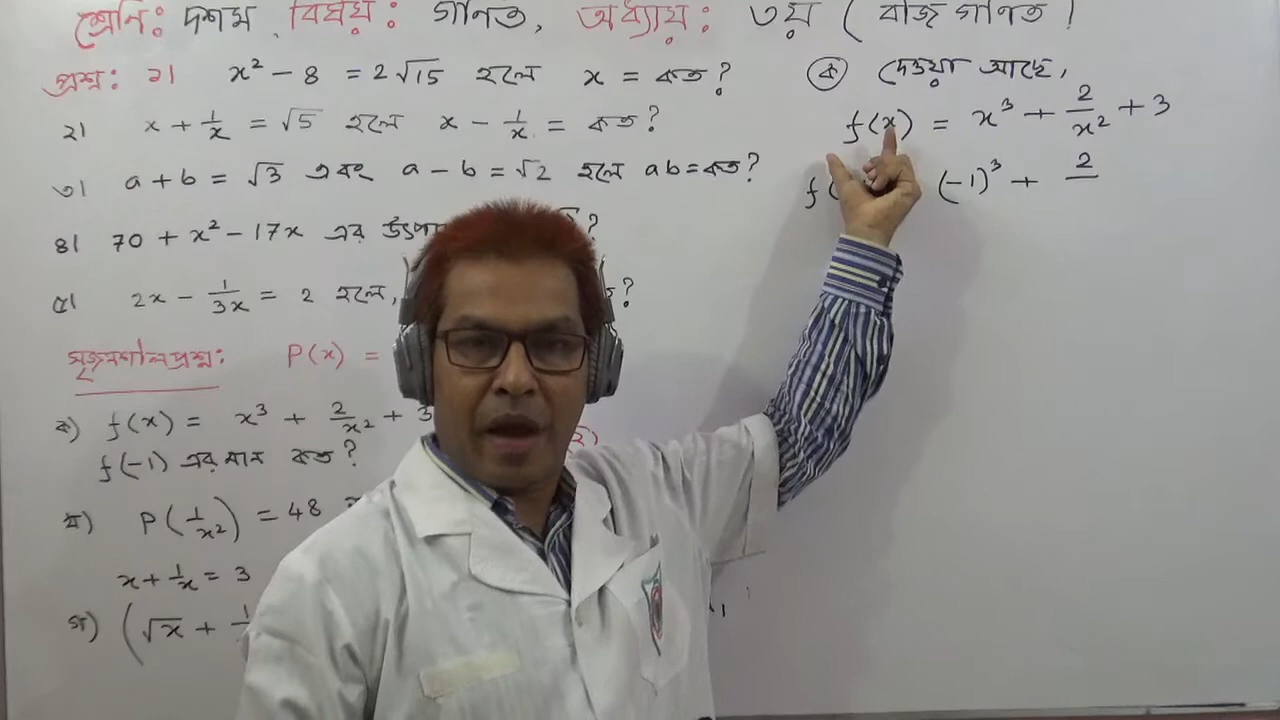 শ্রেনি: দশম, বিষয়: গণিত, অধ্যায়: ৩য় ( বীজ গণিত )
প্রশ্ন: ১। x² − 8 = 2√15 হলে x = কত?
২। x + 1/x = √5 হলে x − 1/x = কত?
৩। a + b = √3 এবং a − b = √2 হলে ab = কত?
৪। 70 + x² − 17x এর
৫। 2x − 1/3x = 2 হলে,
সৃজনশীল প্রশ্ন: P(x) =
ক) f(x) = x³ + 2/x² + 3
f(−1) এর মান কত?
খ) P(1/x²) = 48
x + 1/x = 3
গ) (√x +
ক দেওয়া আছে,
f(x) = x³ + 2/x² + 3
(−1)³ + 2